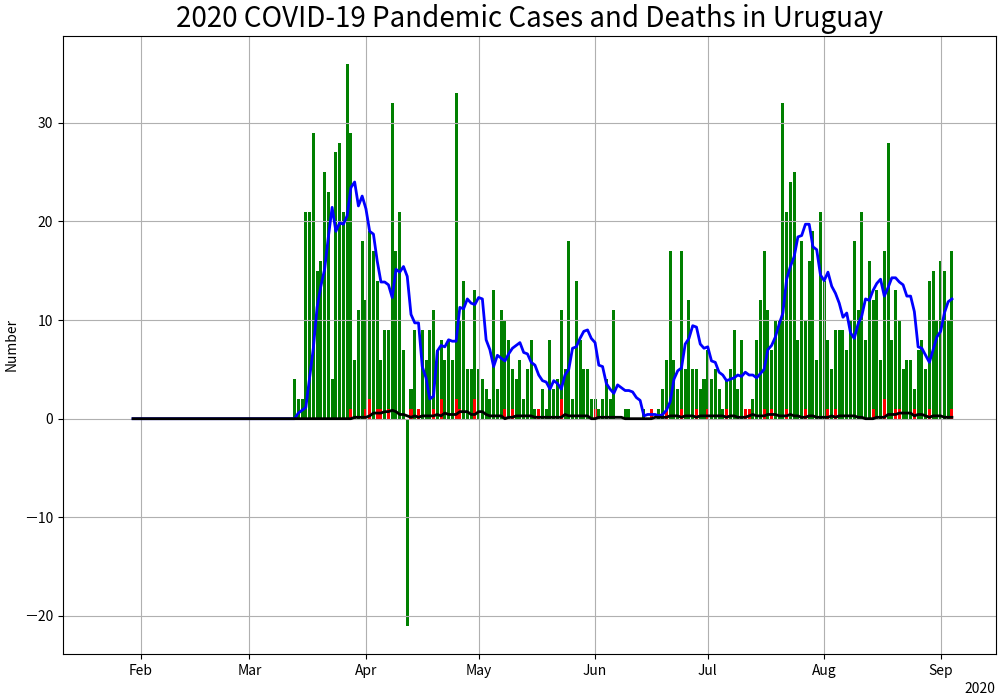 2020 COVID-19 Pandemic Cases and Deaths in Uruguay
Number
30
20
10
0
−10
−20
Feb Mar Apr May Jun Jul Aug Sep
2020